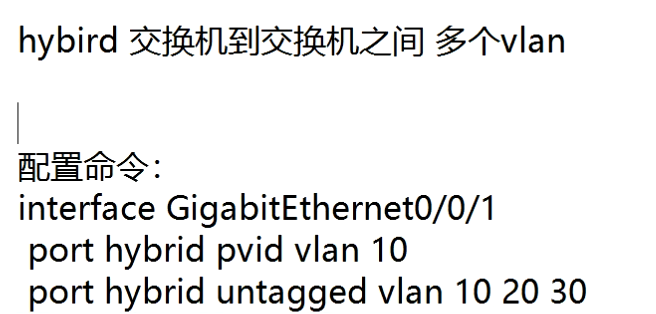 hybird 交换机到交换机之间 多个vlan
配置命令：
interface GigabitEthernet0/0/1
port hybrid pvid vlan 10
port hybrid untagged vlan 10 20 30